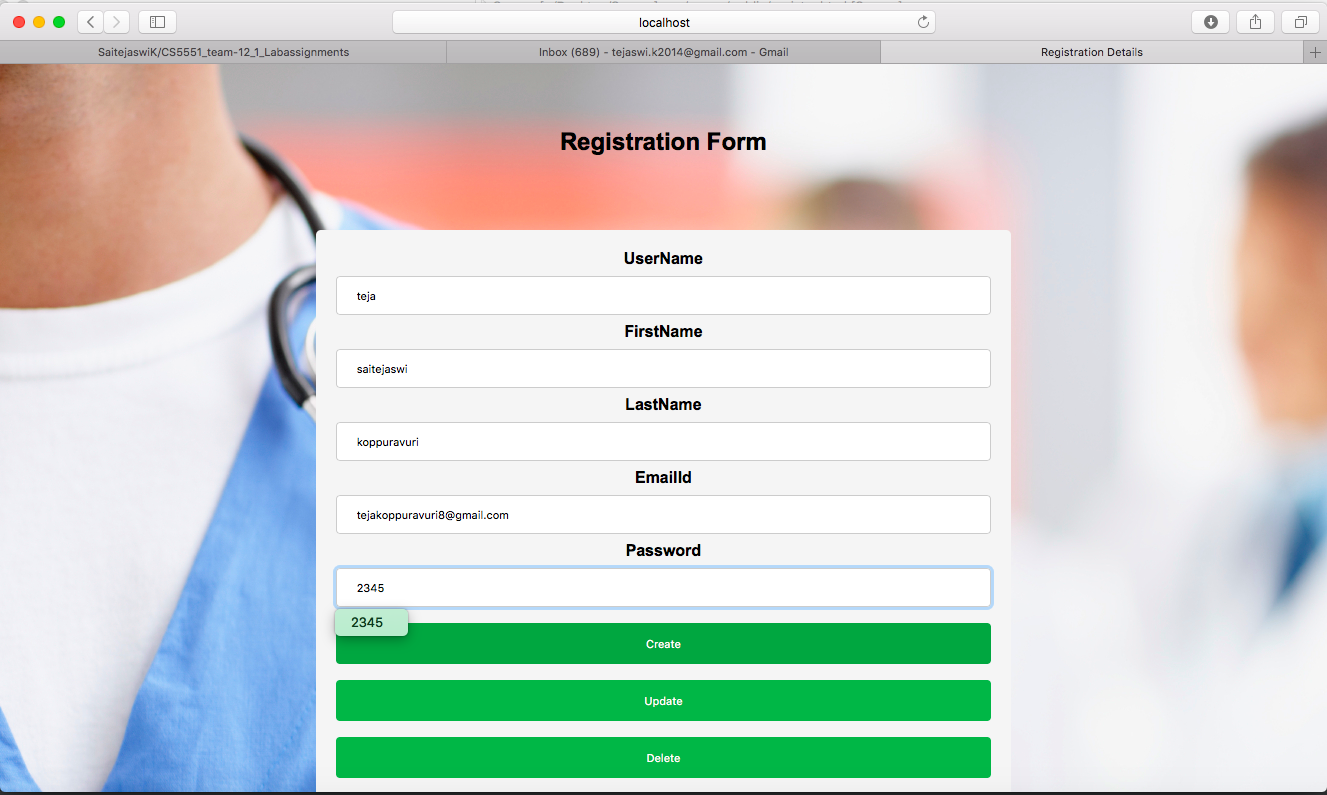 localhost
SaitejaswiK/CS5551_team-12_1_Labassignments
Inbox (689) - tejaswi.k2014@gmail.com - Gmail
Registration Details
Registration Form
UserName
teja
FirstName
saitejaswi
LastName
koppuravuri
EmailId
tejakoppuravuri8@gmail.com
Password
2345
2345
Create
Update
Delete